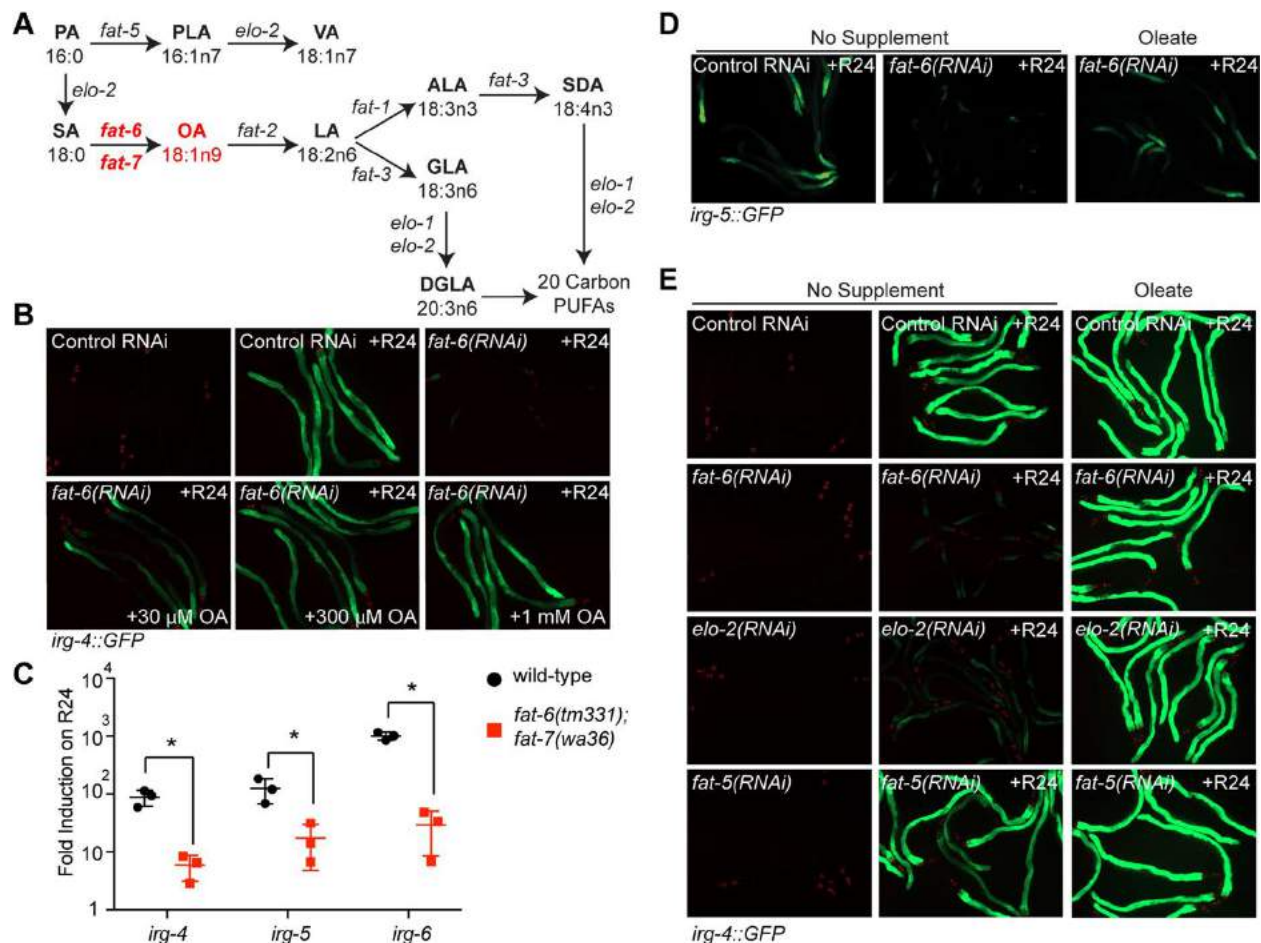 A
PA
16:0
fat-5
PLA
16:1n7
elo-2
VA
18:1n7
elo-2
SA
18:0
fat-6
fat-7
OA
18:1n9
fat-2
LA
18:2n6
fat-1
ALA
18:3n3
fat-3
SDA
18:4n3
fat-3
GLA
18:3n6
elo-1
elo-2
elo-1
elo-2
DGLA
20:3n6
20 Carbon
PUFAs
B
Control RNAi
Control RNAi +R24
fat-6(RNAi) +R24
fat-6(RNAi) +R24
+30 µM OA
fat-6(RNAi) +R24
+300 µM OA
fat-6(RNAi) +R24
+1 mM OA
irg-4::GFP
C
Fold Induction on R24
10⁴
10³
10²
10
1
irg-4
irg-5
irg-6
*
*
*
wild-type
fat-6(tm331);
fat-7(wa36)
D
No Supplement
Oleate
Control RNAi +R24
fat-6(RNAi) +R24
fat-6(RNAi) +R24
irg-5::GFP
E
No Supplement
Oleate
Control RNAi
Control RNAi +R24
Control RNAi +R24
fat-6(RNAi)
+R24
fat-6(RNAi) +R24
elo-2(RNAi)
elo-2(RNAi) +R24
elo-2(RNAi) +R24
fat-5(RNAi)
fat-5(RNAi) +R24
fat-5(RNAi) +R24
irg-4::GFP